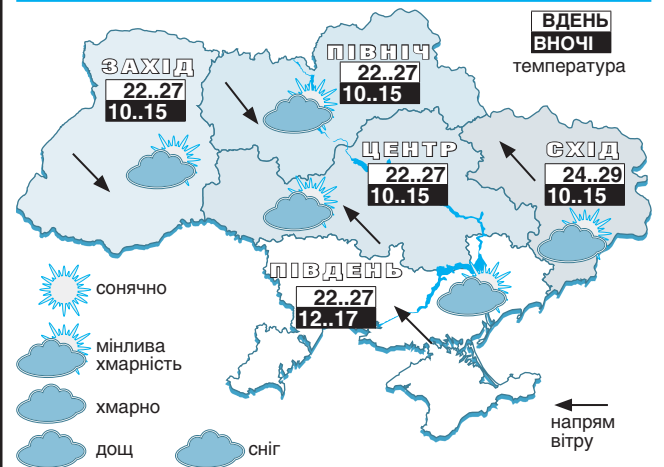 ВДЕНЬ
ВНОЧІ
температура
ЗАХІД
22..27
10..15
ПІВНІЧ
22..27
10..15
ЦЕНТР
22..27
10..15
СХІД
24..29
10..15
ПІВДЕНЬ
22..27
12..17
сонячно
мінлива
хмарність
хмарно
дощ
сніг
напрям
вітру